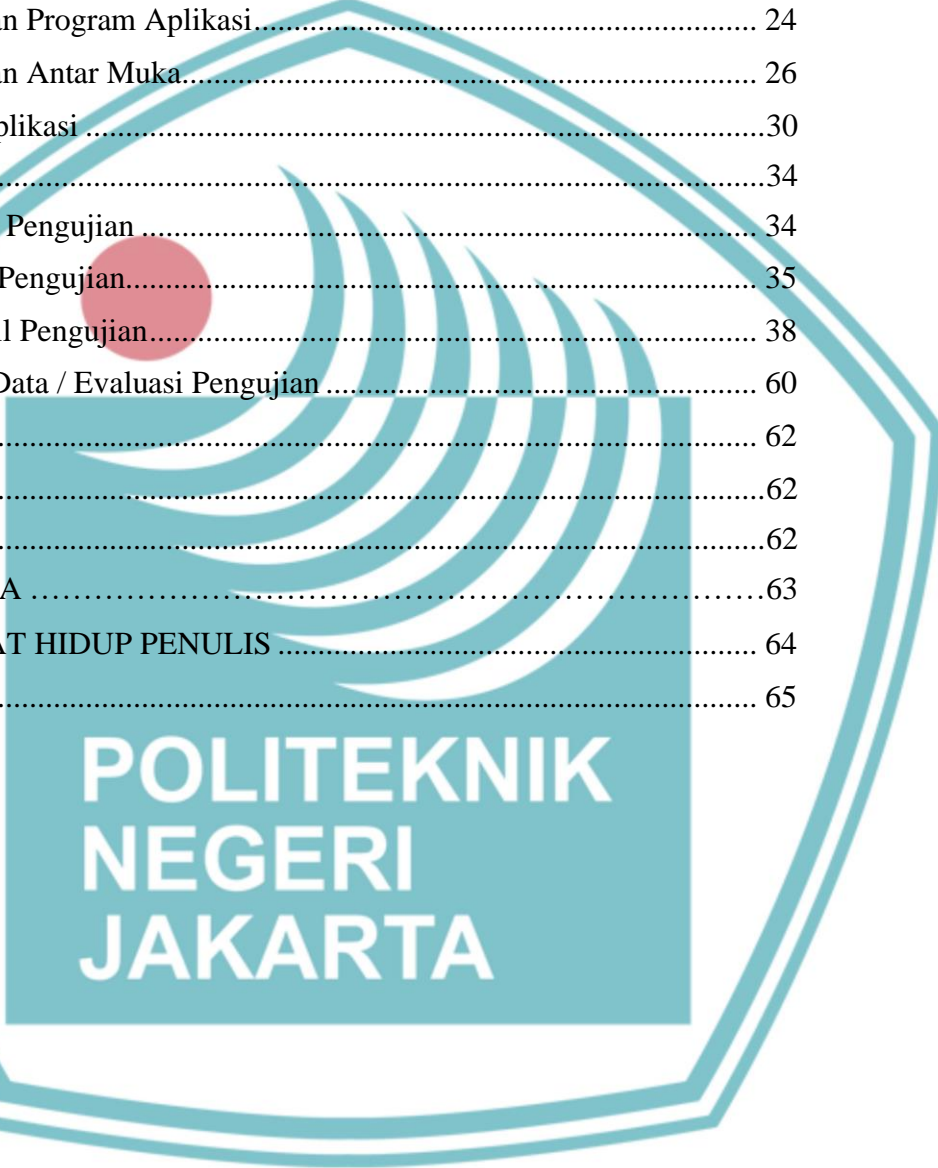 an Program Aplikasi.............................................................. 24
an Antar Muka....................................................................... 26
plikasi ....................................................................................30
...............................................................................................34
Pengujian .............................................................................. 34
Pengujian............................................................................... 35
il Pengujian............................................................................ 38
Data / Evaluasi Pengujian ...................................................... 60
.............................................................................................. 62
...............................................................................................62
...............................................................................................62
A ……………………………………………………………….63
AT HIDUP PENULIS ............................................................ 64
.............................................................................................. 65
POLITEKNIK
NEGERI
JAKARTA